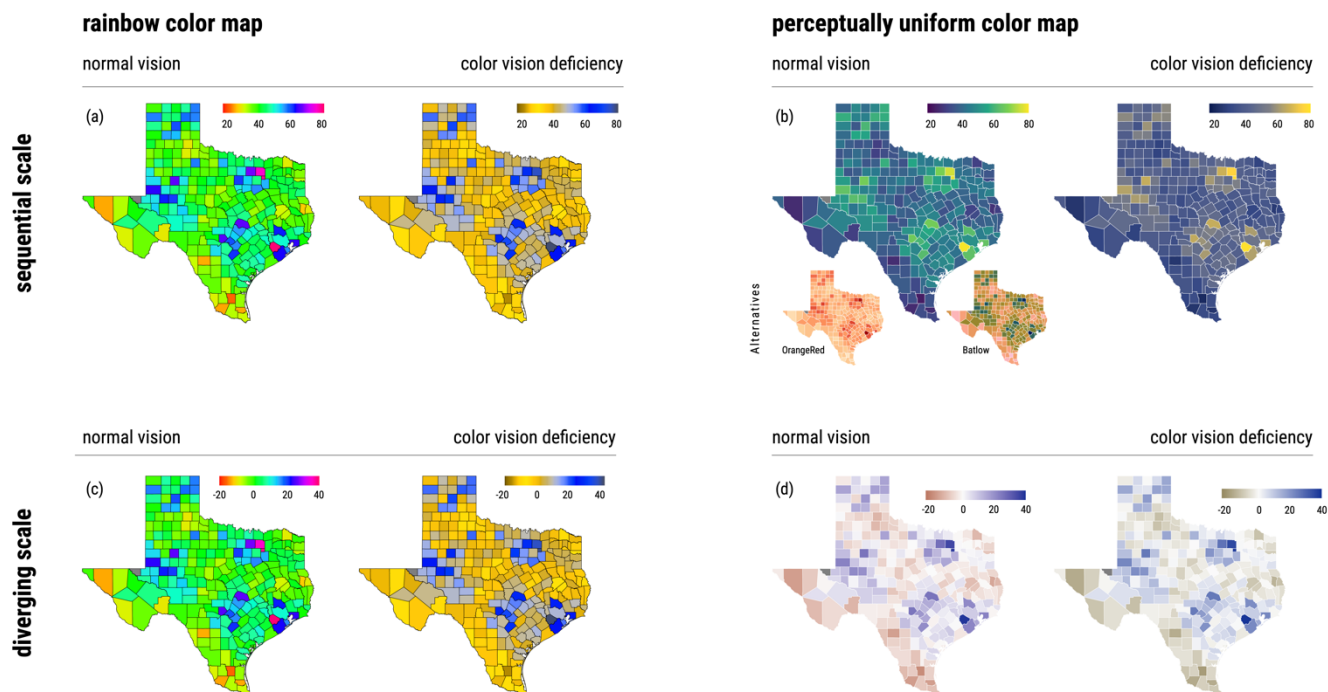 rainbow color map
perceptually uniform color map
normal vision
color vision deficiency
normal vision
color vision deficiency
sequential scale
(a)
20 40 60 80
20 40 60 80
(b)
20 40 60 80
20 40 60 80
Alternatives
OrangeRed
Batlow
normal vision
color vision deficiency
normal vision
color vision deficiency
diverging scale
(c)
-20 0 20 40
-20 0 20 40
(d)
-20 0 20 40
-20 0 20 40